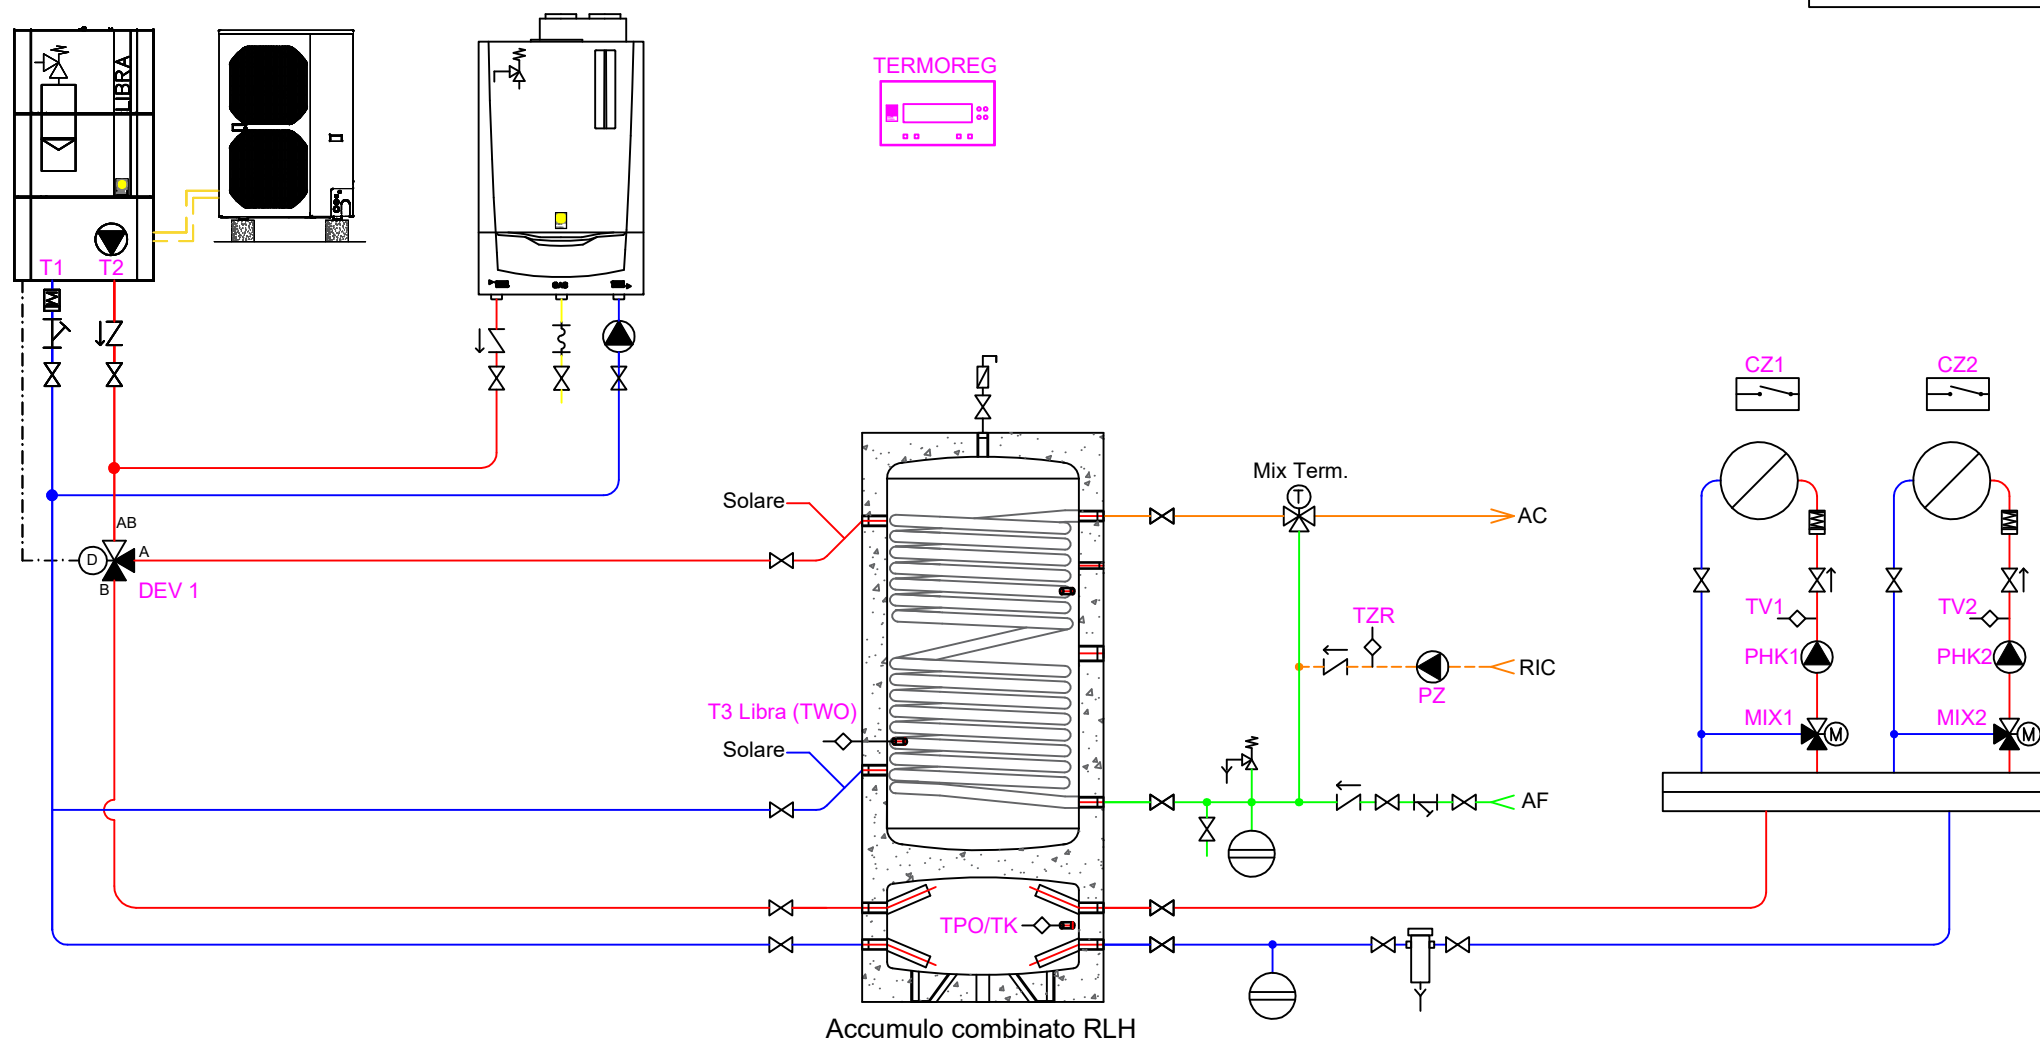 LIBRA
TERMOREG
T1
T2
GAS
CZ1
CZ2
Mix Term.
T
Solare
AC
AB
A
D
B
DEV 1
TZR
TV1
TV2
PHK1
PHK2
RIC
PZ
T3 Libra (TWO)
MIX1
M
MIX2
M
Solare
AF
TPO/TK
Accumulo combinato RLH